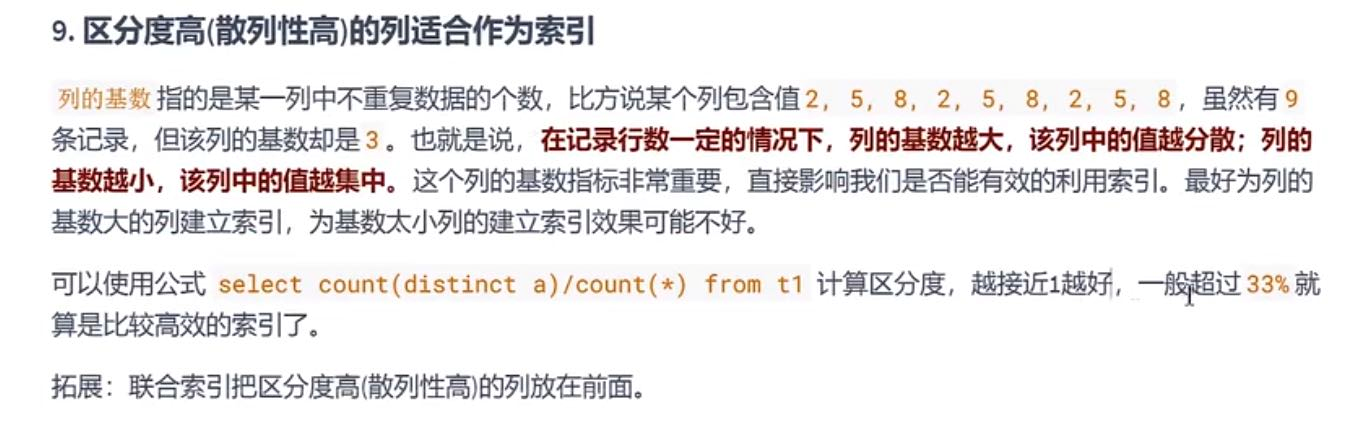 9. 区分度高(散列性高)的列适合作为索引
列的基数 指的是某一列中不重复数据的个数，比方说某个列包含值 2, 5, 8, 2, 5, 8, 2, 5, 8 ，虽然有 9
条记录，但该列的基数却是 3 。也就是说，在记录行数一定的情况下，列的基数越大，该列中的值越分散；列的
基数越小，该列中的值越集中。这个列的基数指标非常重要，直接影响我们是否能有效的利用索引。最好为列的
基数大的列建立索引，为基数太小列的建立索引效果可能不好。
可以使用公式 select count(distinct a)/count(*) from t1 计算区分度，越接近1越好，一般超过 33% 就
算是比较高效的索引了。
拓展：联合索引把区分度高(散列性高)的列放在前面。